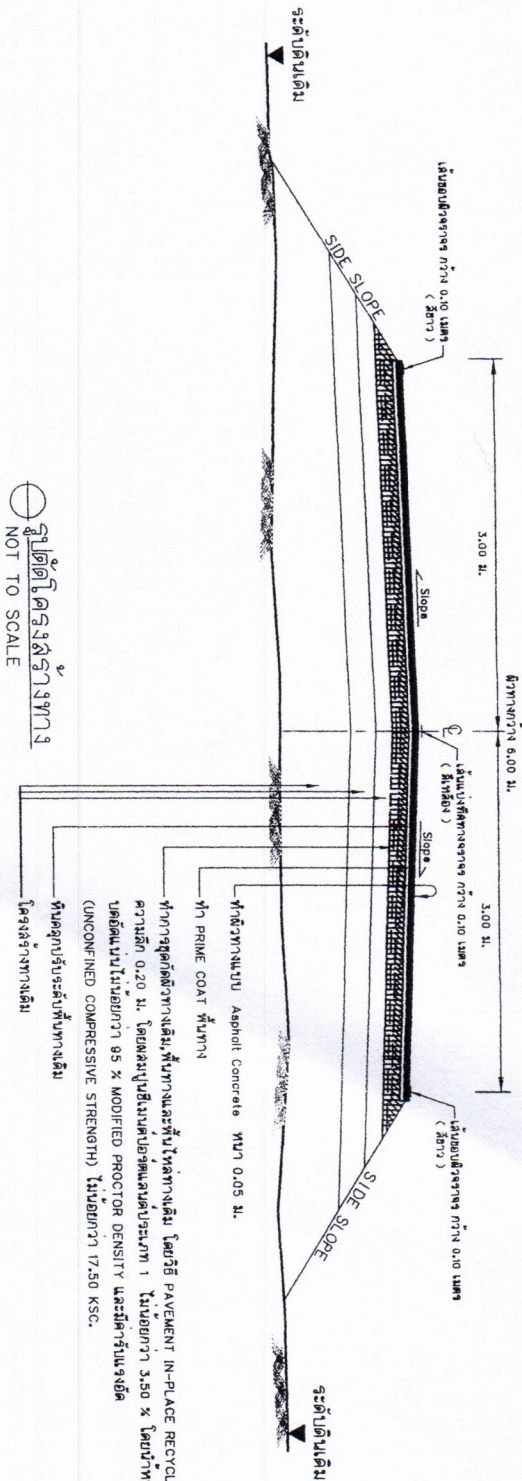 ผิวทางกว้าง 6.00 ม.
3.00 ม.
3.00 ม.
เส้นขอบผิวจราจร กว้าง 0.10 เมตร
( สีขาว )
เส้นแบ่งทิศทางจราจร กว้าง 0.10 เมตร
( สีเหลือง )
เส้นขอบผิวจราจร กว้าง 0.10 เมตร
( สีขาว )
Slope
Slope
SIDE SLOPE
SIDE SLOPE
ระดับดินเดิม
ระดับดินเดิม
ทำผิวทางแบบ Asphalt Concrete หนา 0.05 ม.
ทำ PRIME COAT พื้นทาง
ทำการขุดกัดผิวทางเดิม,พื้นทางและพื้นไหล่ทางเดิม โดยวิธี PAVEMENT IN-PLACE RECYCL
ความลึก 0.20 ม. โดยผสมปูนซีเมนต์ปอร์ตแลนด์ประเภท 1 ไม่น้อยกว่า 3.50 % โดยน้ำห
บดอัดแน่นไม่น้อยกว่า 95 % MODIFIED PROCTOR DENSITY และมีค่ารับแรงอัด
(UNCONFINED COMPRESSIVE STRENGTH) ไม่น้อยกว่า 17.50 KSC.
หินคลุกปรับระดับพื้นทางเดิม
โครงสร้างทางเดิม
รูปตัดโครงสร้างทาง
NOT TO SCALE